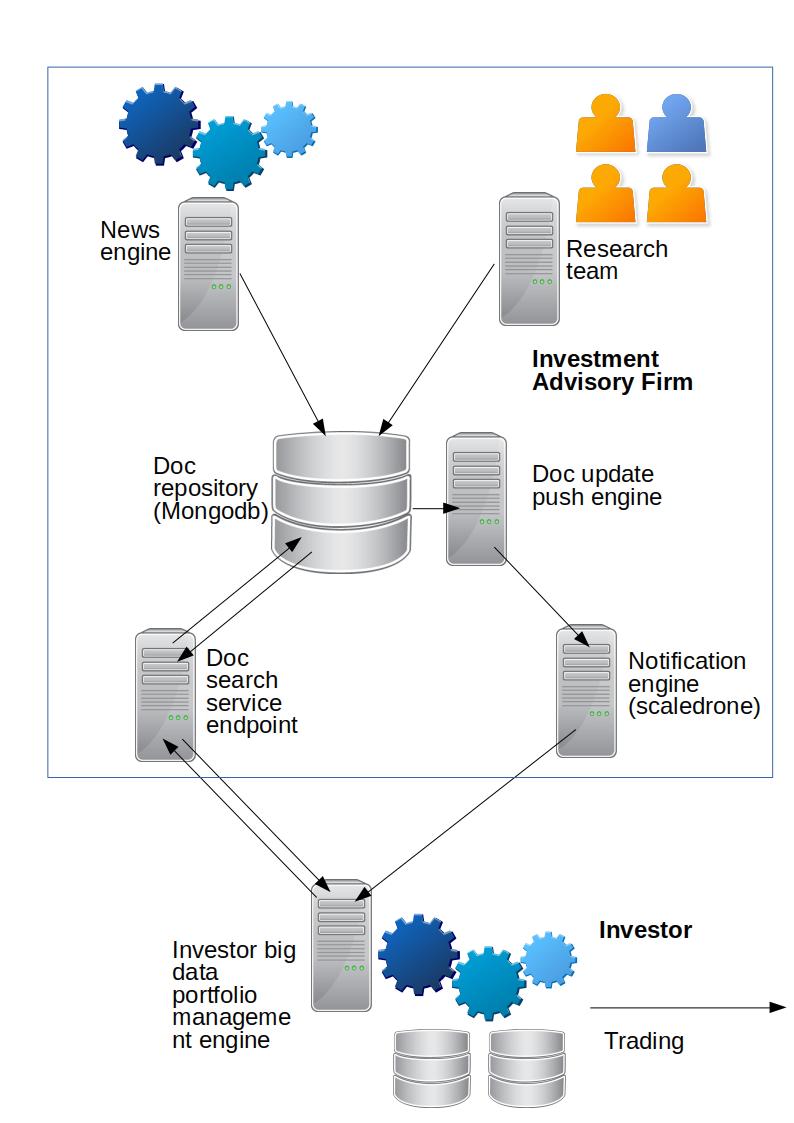 News
engine
Research
team
Investment
Advisory Firm
Doc
repository
(Mongodb)
Doc update
push engine
Doc
search
service
endpoint
Notification
engine
(scaledrone)
Investor big
data
portfolio
manageme
nt engine
Investor
Trading